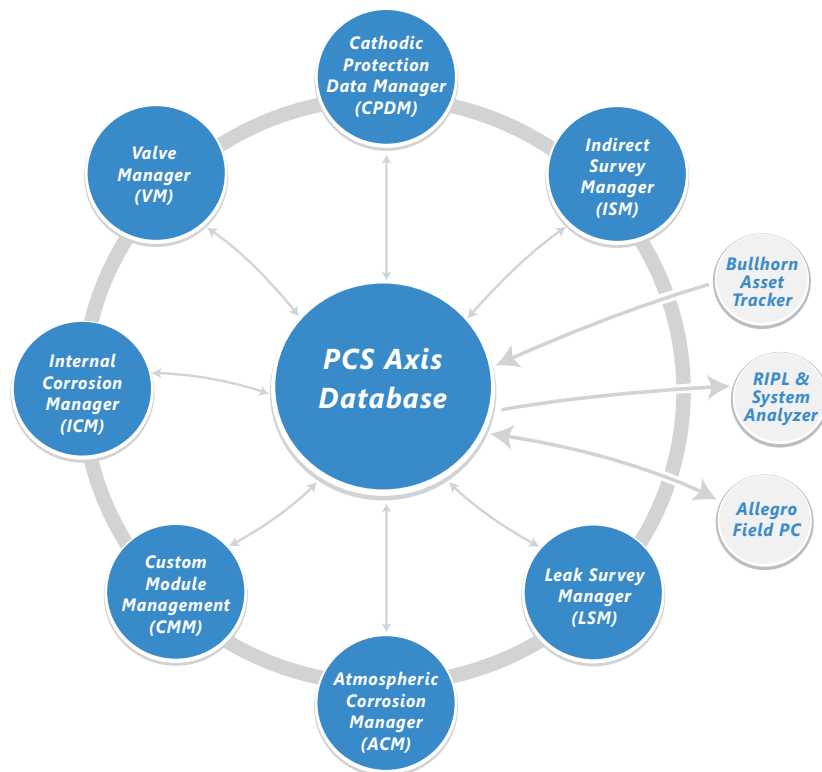 Cathodic
Protection
Data Manager
(CPDM)
Valve
Manager
(VM)
Indirect
Survey
Manager
(ISM)
Bullhorn
Asset
Tracker
PCS Axis
Database
Internal
Corrosion
Manager
(ICM)
RIPL &
System
Analyzer
Allegro
Field PC
Custom
Module
Management
(CMM)
Leak Survey
Manager
(LSM)
Atmospheric
Corrosion
Manager
(ACM)